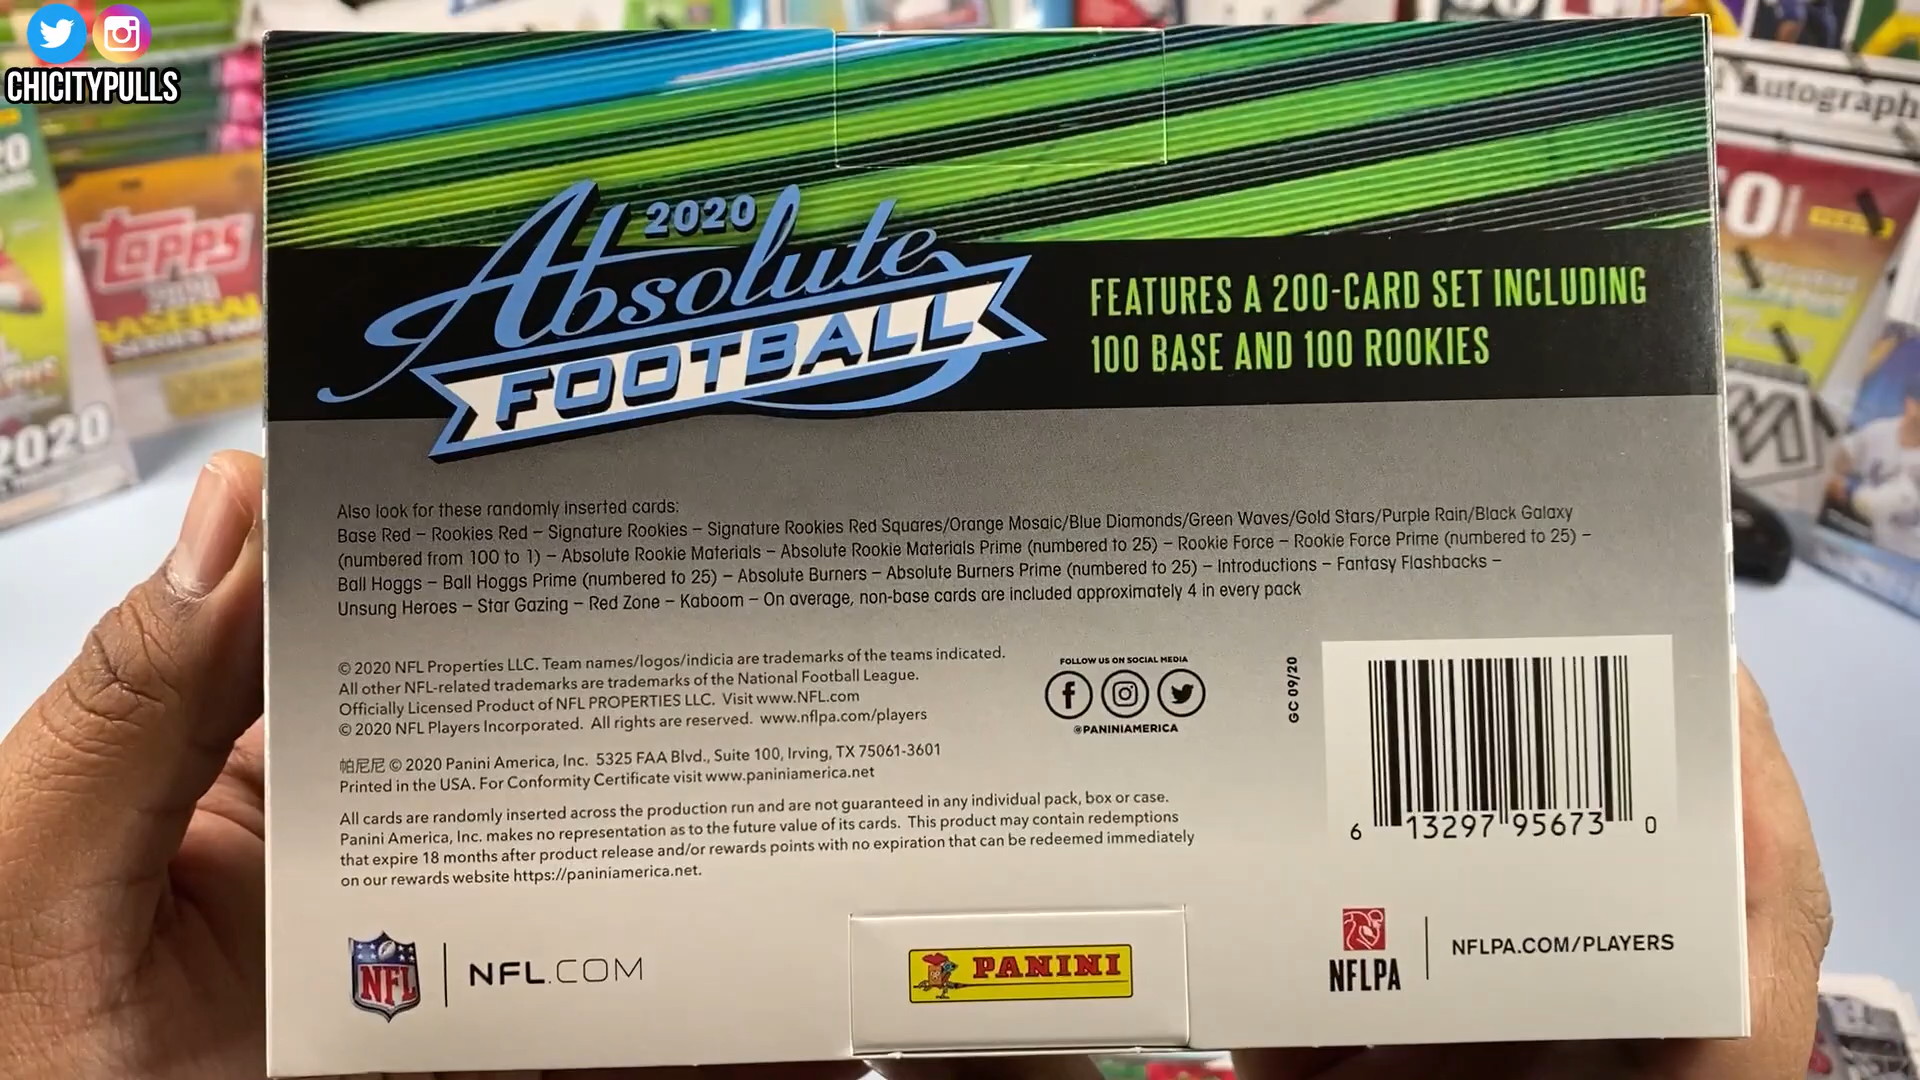 CHICITYPULLS
Autograph
TOPPS
2020
BASEBALL
2020
2020
Absolute
FOOTBALL
FEATURES A 200-CARD SET INCLUDING
100 BASE AND 100 ROOKIES
Also look for these randomly inserted cards:
Base Red – Rookies Red – Signature Rookies – Signature Rookies Red Squares/Orange Mosaic/Blue Diamonds/Green Waves/Gold Stars/Purple Rain/Black Galaxy
(numbered from 100 to 1) – Absolute Rookie Materials – Absolute Rookie Materials Prime (numbered to 25) – Rookie Force – Rookie Force Prime (numbered to 25) –
Ball Hoggs – Ball Hoggs Prime (numbered to 25) – Absolute Burners – Absolute Burners Prime (numbered to 25) – Introductions – Fantasy Flashbacks –
Unsung Heroes – Star Gazing – Red Zone – Kaboom – On average, non-base cards are included approximately 4 in every pack
© 2020 NFL Properties LLC. Team names/logos/indicia are trademarks of the teams indicated.
All other NFL-related trademarks are trademarks of the National Football League.
Officially Licensed Product of NFL PROPERTIES LLC. Visit www.NFL.com
© 2020 NFL Players Incorporated. All rights are reserved. www.nflpa.com/players
帕尼尼 © 2020 Panini America, Inc. 5325 FAA Blvd., Suite 100, Irving, TX 75061-3601
Printed in the USA. For Conformity Certificate visit www.paniniamerica.net
All cards are randomly inserted across the production run and are not guaranteed in any individual pack, box or case.
Panini America, Inc. makes no representation as to the future value of its cards. This product may contain redemptions
that expire 18 months after product release and/or rewards points with no expiration that can be redeemed immediately
on our rewards website https://paniniamerica.net.
FOLLOW US ON SOCIAL MEDIA
@PANINIAMERICA
GC 09/20
6 13297 95673 0
NFL
NFL.COM
PANINI
NFLPA
NFLPA.COM/PLAYERS